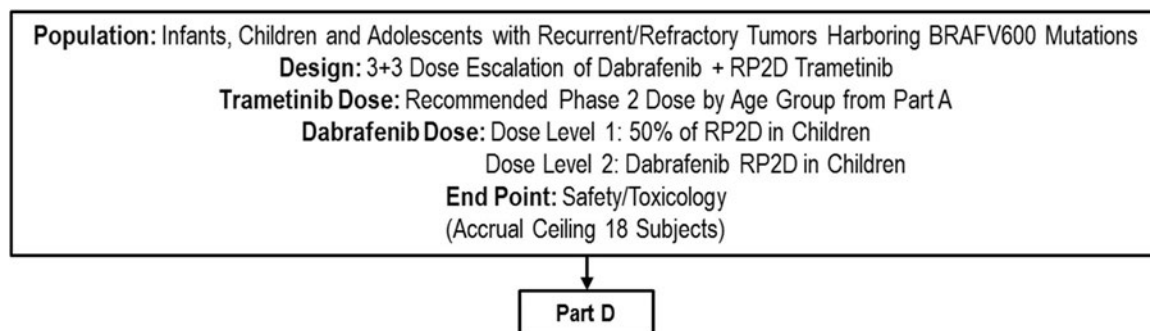 Population: Infants, Children and Adolescents with Recurrent/Refractory Tumors Harboring BRAFV600 Mutations
Design: 3+3 Dose Escalation of Dabrafenib + RP2D Trametinib
Trametinib Dose: Recommended Phase 2 Dose by Age Group from Part A
Dabrafenib Dose: Dose Level 1: 50% of RP2D in Children
Dose Level 2: Dabrafenib RP2D in Children
End Point: Safety/Toxicology
(Accrual Ceiling 18 Subjects)
Part D